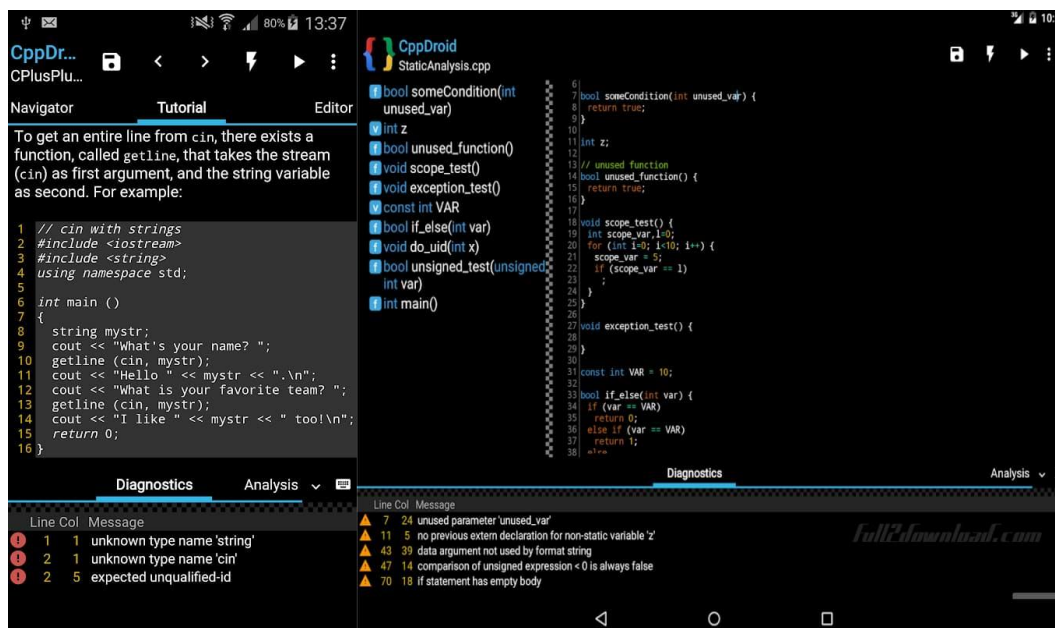 80% 13:37
CppDr...
CPlusPlu...
Navigator Tutorial Editor
To get an entire line from cin, there exists a
function, called getline, that takes the stream
(cin) as first argument, and the string variable
as second. For example:
1 // cin with strings
2 #include <iostream>
3 #include <string>
4 using namespace std;
5
6 int main ()
7 {
8 string mystr;
9 cout << "What's your name? ";
10 getline (cin, mystr);
11 cout << "Hello " << mystr << ".\n";
12 cout << "What is your favorite team? ";
13 getline (cin, mystr);
14 cout << "I like " << mystr << " too!\n";
15 return 0;
16 }
Diagnostics Analysis
Line Col Message
1 1 unknown type name 'string'
2 1 unknown type name 'cin'
2 5 expected unqualified-id
3G 10:
CppDroid
StaticAnalysis.cpp
f bool someCondition(int
unused_var)
v int z
f bool unused_function()
f void scope_test()
f void exception_test()
v const int VAR
f bool if_else(int var)
f void do_uid(int x)
f bool unsigned_test(unsigned
int var)
f int main()
6
7 bool someCondition(int unused_var) {
8 return true;
9 }
10
11 int z;
12
13 // unused function
14 bool unused_function() {
15 return true;
16 }
17
18 void scope_test() {
19 int scope_var,l=0;
20 for (int i=0; i<10; i++) {
21 scope_var = 5;
22 if (scope_var == l)
23 ;
24 }
25 }
26
27 void exception_test() {
28
29 }
30
31 const int VAR = 10;
32
33 bool if_else(int var) {
34 if (var == VAR)
35 return 0;
36 else if (var == VAR)
37 return 1;
38 else
Diagnostics Analysis
Line Col Message
7 24 unused parameter 'unused_var'
11 5 no previous extern declaration for non-static variable 'z'
43 39 data argument not used by format string
47 14 comparison of unsigned expression < 0 is always false
70 18 if statement has empty body
full2download.com